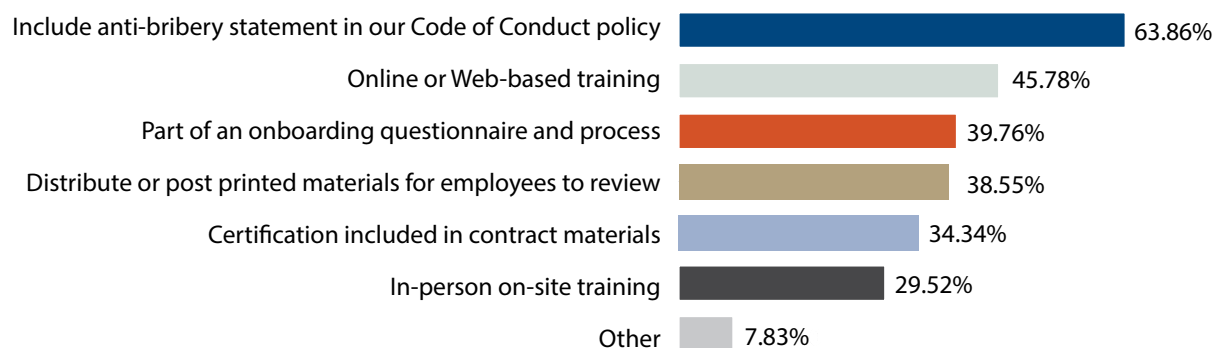 Include anti-bribery statement in our Code of Conduct policy 63.86%
Online or Web-based training 45.78%
Part of an onboarding questionnaire and process 39.76%
Distribute or post printed materials for employees to review 38.55%
Certification included in contract materials 34.34%
In-person on-site training 29.52%
Other 7.83%